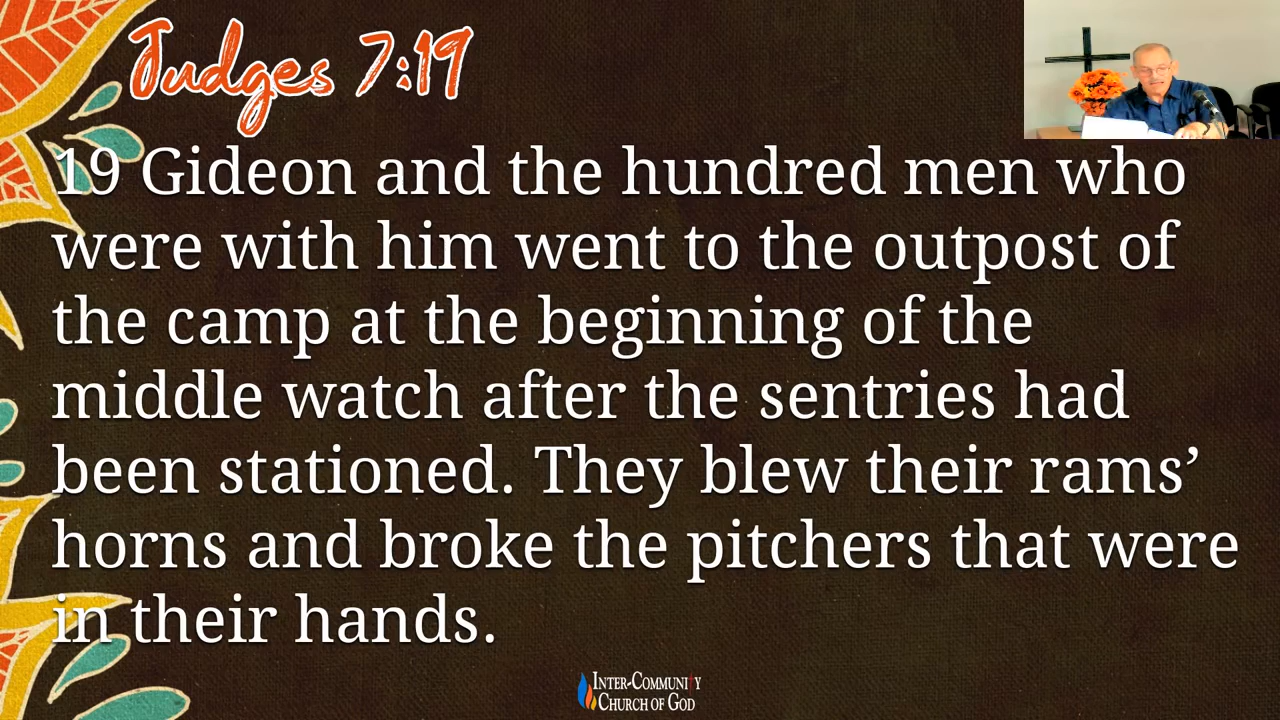 Judges 7:19
19 Gideon and the hundred men who
were with him went to the outpost of
the camp at the beginning of the
middle watch after the sentries had
been stationed. They blew their rams’
horns and broke the pitchers that were
in their hands.
INTER-COMMUNITY
CHURCH OF GOD